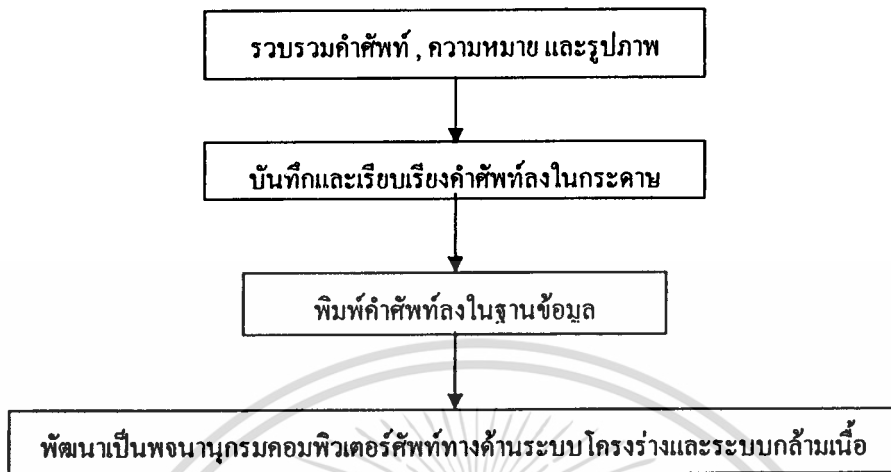 รวบรวมคำศัพท์ , ความหมาย และรูปภาพ
บันทึกและเรียบเรียงคำศัพท์ลงในกระดาษ
พิมพ์คำศัพท์ลงในฐานข้อมูล
พัฒนาเป็นพจนานุกรมคอมพิวเตอร์ศัพท์ทางด้านระบบโครงร่างและระบบกล้ามเนื้อ